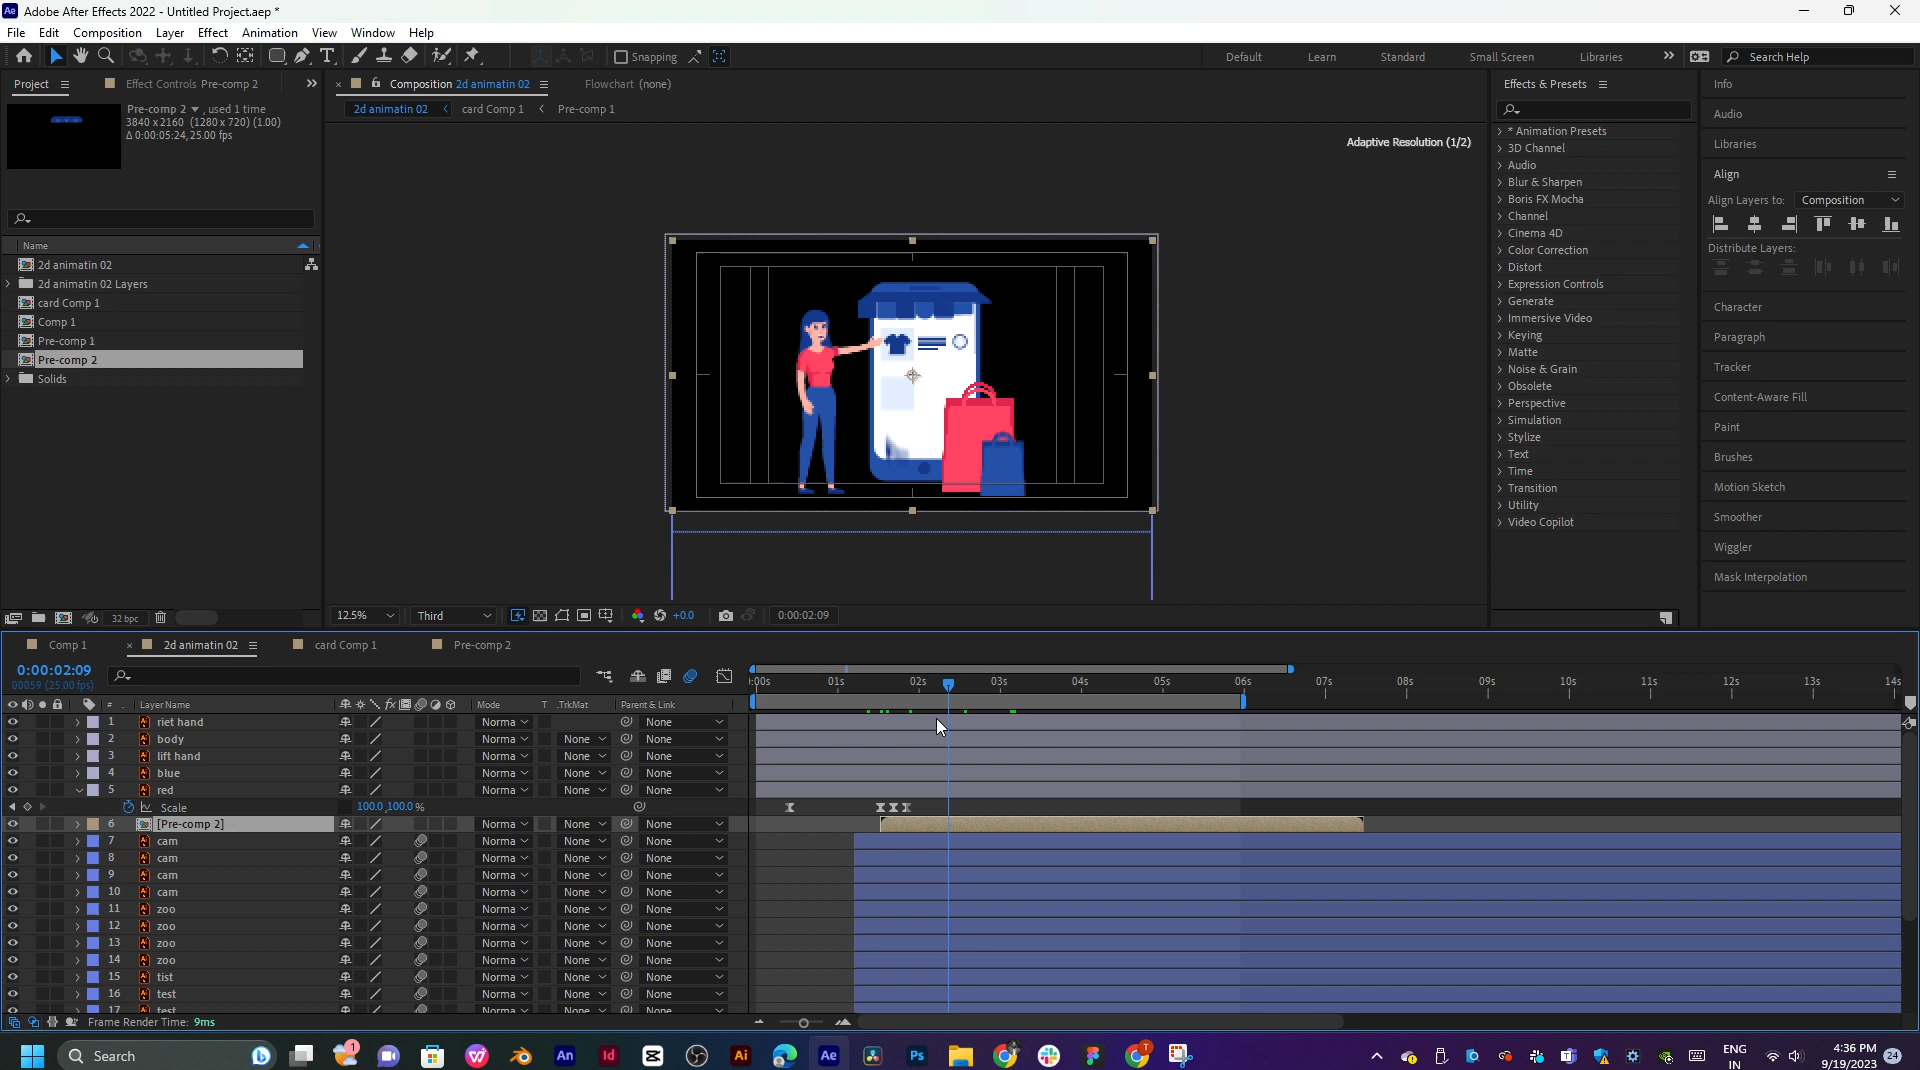 Adobe After Effects 2022 - Untitled Project.aep *
File Edit Composition Layer Effect Animation View Window Help
Snapping Default Learn Standard Small Screen Libraries Search Help
Project Effect Controls Pre-comp 2
Pre-comp 2 , used 1 time
3840 x 2160 (1280 x 720) (1.00)
Δ 0:00:05:24, 25.00 fps
Name
2d animatin 02
2d animatin 02 Layers
card Comp 1
Comp 1
Pre-comp 1
Pre-comp 2
Solids
32 bpc
Composition 2d animatin 02 Flowchart (none)
2d animatin 02 card Comp 1 Pre-comp 1
Adaptive Resolution (1/2)
12.5% Third +0.0 0:00:02:09
Effects & Presets
* Animation Presets
3D Channel
Audio
Blur & Sharpen
Boris FX Mocha
Channel
Cinema 4D
Color Correction
Distort
Expression Controls
Generate
Immersive Video
Keying
Matte
Noise & Grain
Obsolete
Perspective
Simulation
Stylize
Text
Time
Transition
Utility
Video Copilot
Info
Audio
Libraries
Align
Align Layers to: Composition
Distribute Layers:
Character
Paragraph
Tracker
Content-Aware Fill
Paint
Brushes
Motion Sketch
Smoother
Wiggler
Mask Interpolation
Comp 1 2d animatin 02 card Comp 1 Pre-comp 2
0:00:02:09
00059 (25.00 fps)
:00s 01s 02s 03s 04s 05s 06s 07s 08s 09s 10s 11s 12s 13s 14s
# Layer Name Mode T .TrkMat Parent & Link
1 riet hand Norma None
2 body Norma None None
3 lift hand Norma None None
4 blue Norma None None
5 red Norma None None
Scale 100.0,100.0 %
6 [Pre-comp 2] Norma None None
7 cam Norma None None
8 cam Norma None None
9 cam Norma None None
10 cam Norma None None
11 zoo Norma None None
12 zoo Norma None None
13 zoo Norma None None
14 zoo Norma None None
15 tist Norma None None
16 test Norma None None
17 test Norma None None
Frame Render Time: 9ms
Search 1 An Id Ai Ae Ps T ENG IN 4:36 PM 9/19/2023 24